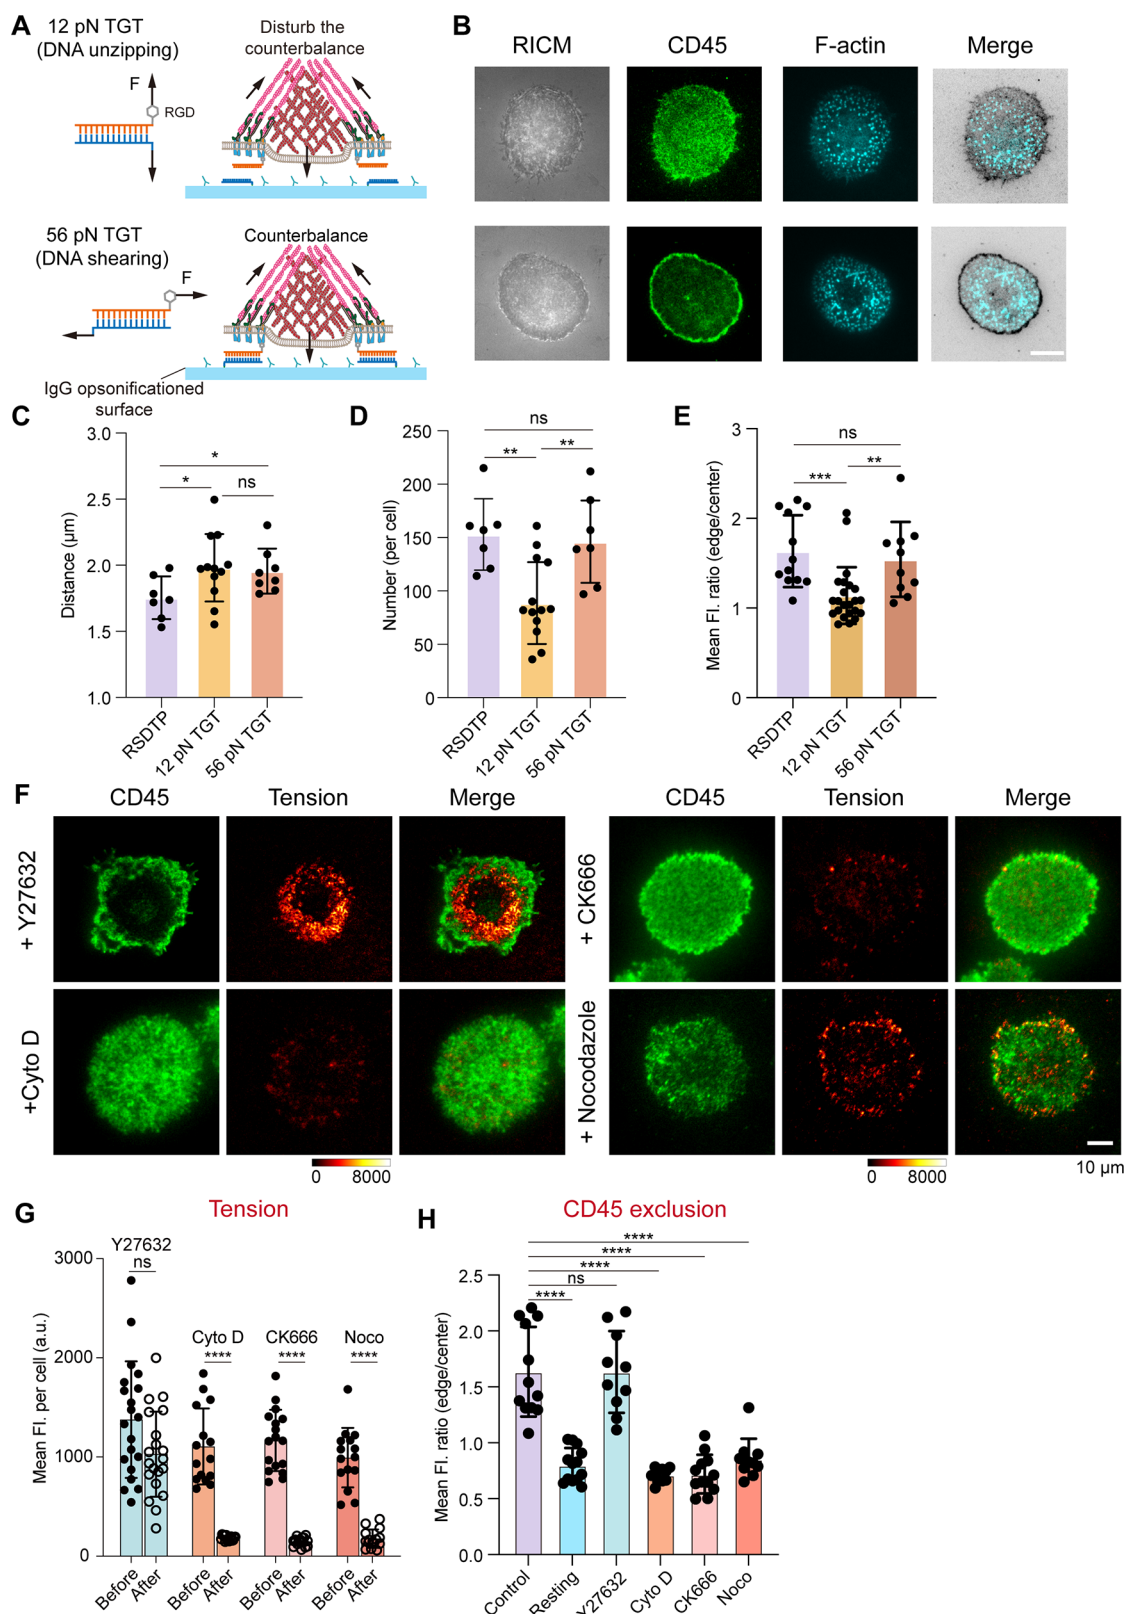 A
12 pN TGT
(DNA unzipping)
F
RGD
Disturb the
counterbalance
56 pN TGT
(DNA shearing)
F
Counterbalance
IgG opsonificationed
surface
B
RICM
CD45
F-actin
Merge
C
Distance (µm)
3.0
2.5
2.0
1.5
1.0
*
*
ns
RSDTP
12 pN TGT
56 pN TGT
D
Number (per cell)
250
200
150
100
50
0
ns
**
**
RSDTP
12 pN TGT
56 pN TGT
E
Mean Fl. ratio (edge/center)
3
2
1
0
ns
***
**
RSDTP
12 pN TGT
56 pN TGT
F
CD45
Tension
Merge
CD45
Tension
Merge
+ Y27632
+ CK666
+Cyto D
+ Nocodazole
0
8000
0
8000
10 µm
G
Tension
Mean Fl. per cell (a.u.)
3000
2000
1000
0
Y27632
ns
Cyto D
****
CK666
****
Noco
****
Before
After
Before
After
Before
After
Before
After
H
CD45 exclusion
Mean Fl. ratio (edge/center)
2.5
2.0
1.5
1.0
0.5
0.0
****
****
****
ns
****
Control
Resting
Y27632
Cyto D
CK666
Noco